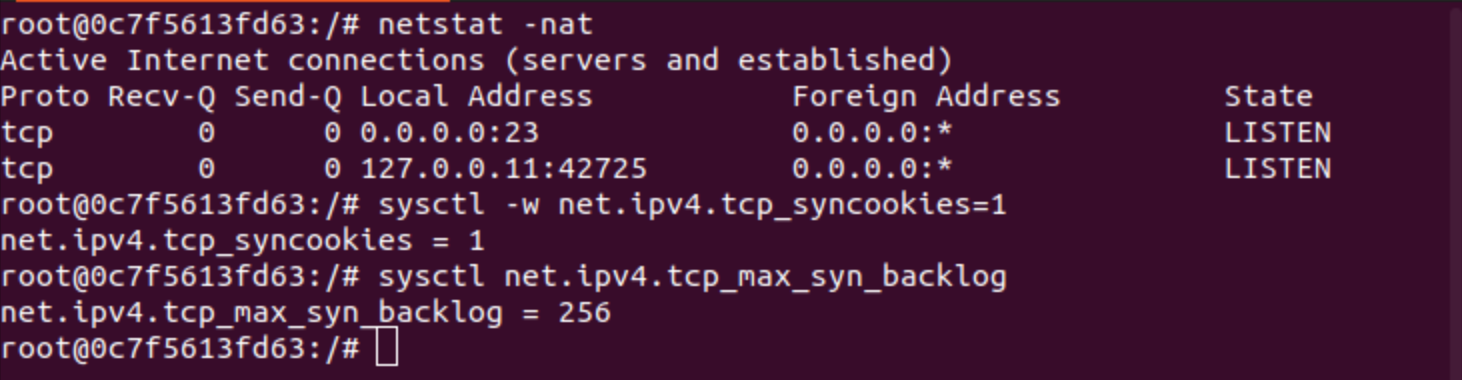 root@0c7f5613fd63:/# netstat -nat
Active Internet connections (servers and established)
Proto Recv-Q Send-Q Local Address           Foreign Address         State
tcp        0      0 0.0.0.0:23              0.0.0.0:*               LISTEN
tcp        0      0 127.0.0.11:42725        0.0.0.0:*               LISTEN
root@0c7f5613fd63:/# sysctl -w net.ipv4.tcp_syncookies=1
net.ipv4.tcp_syncookies = 1
root@0c7f5613fd63:/# sysctl net.ipv4.tcp_max_syn_backlog
net.ipv4.tcp_max_syn_backlog = 256
root@0c7f5613fd63:/#